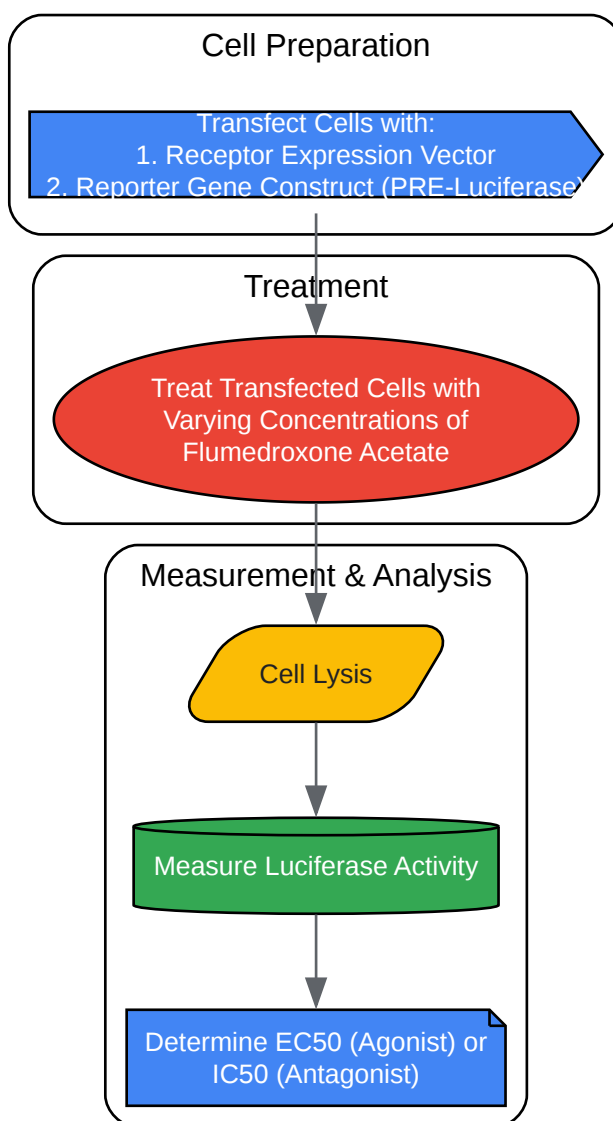 Cell Preparation
Transfect Cells with:
1. Receptor Expression Vector
2. Reporter Gene Construct (PRE-Luciferase)
Treatment
Treat Transfected Cells with
Varying Concentrations of
Flumedroxone Acetate
Measurement & Analysis
Cell Lysis
Measure Luciferase Activity
Determine EC50 (Agonist) or
IC50 (Antagonist)